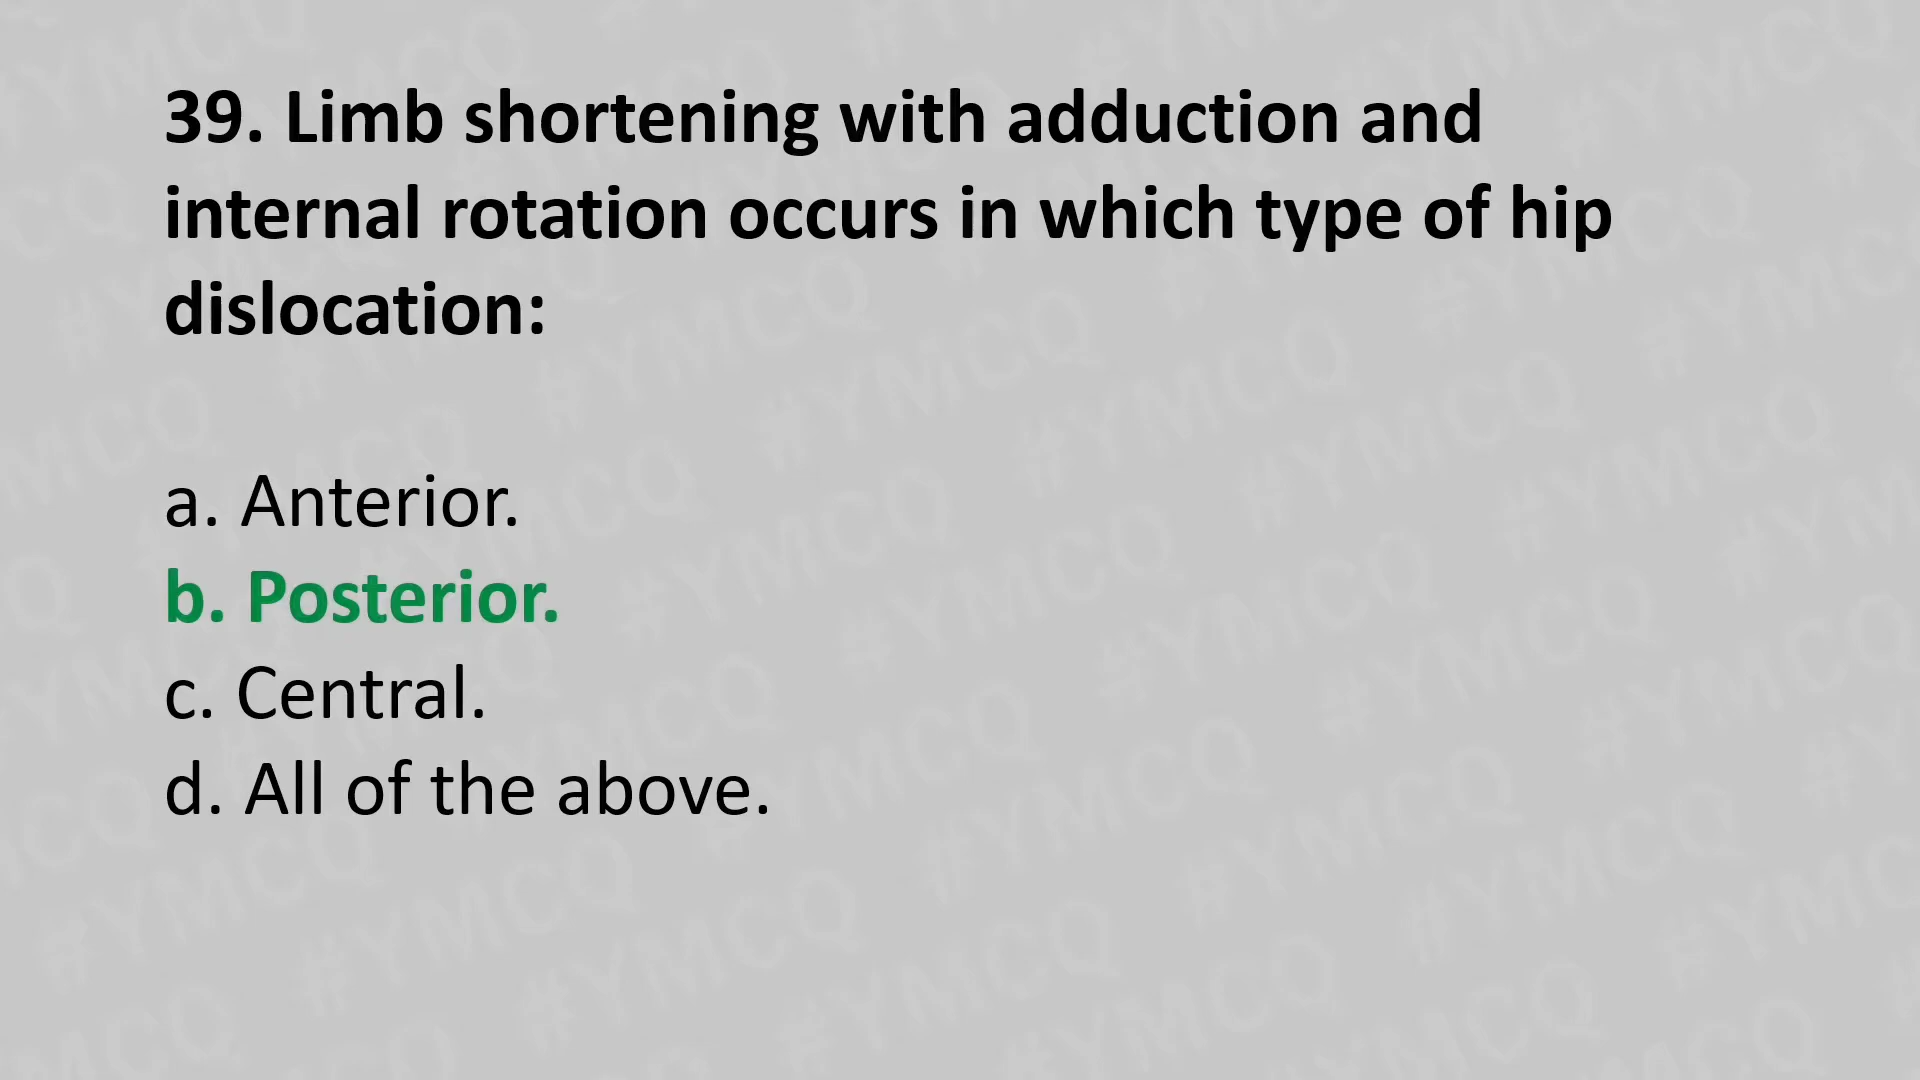 39. Limb shortening with adduction and
internal rotation occurs in which type of hip
dislocation:
a. Anterior.
b. Posterior.
c. Central.
d. All of the above.
#YMCQ